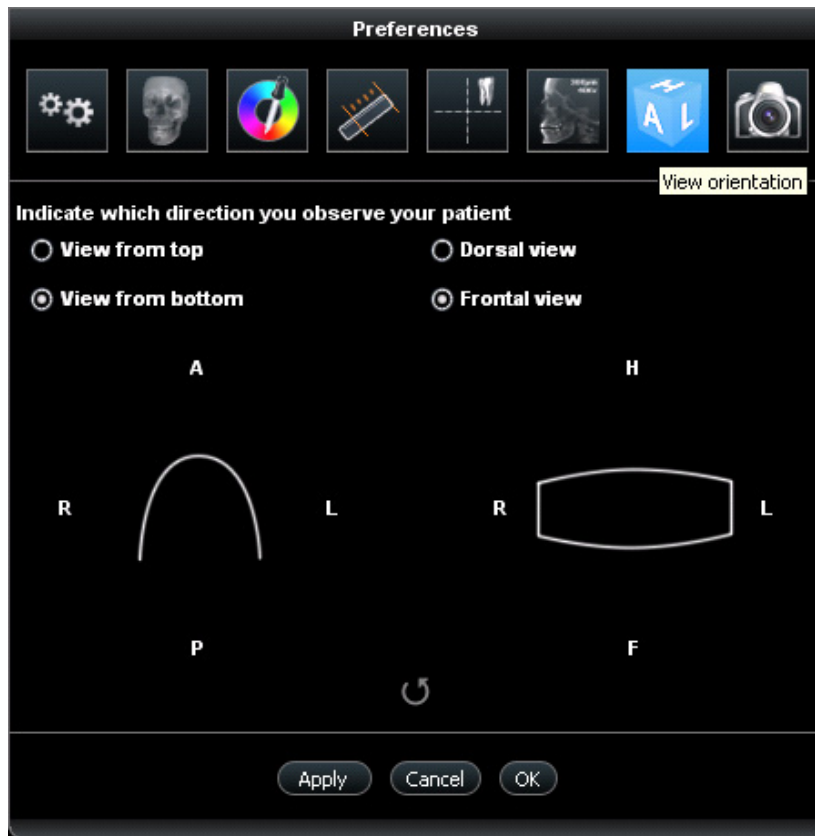 Preferences
A L H
View orientation
Indicate which direction you observe your patient
View from top
Dorsal view
View from bottom
Frontal view
A
H
R
L
R
L
P
F
Apply
Cancel
OK